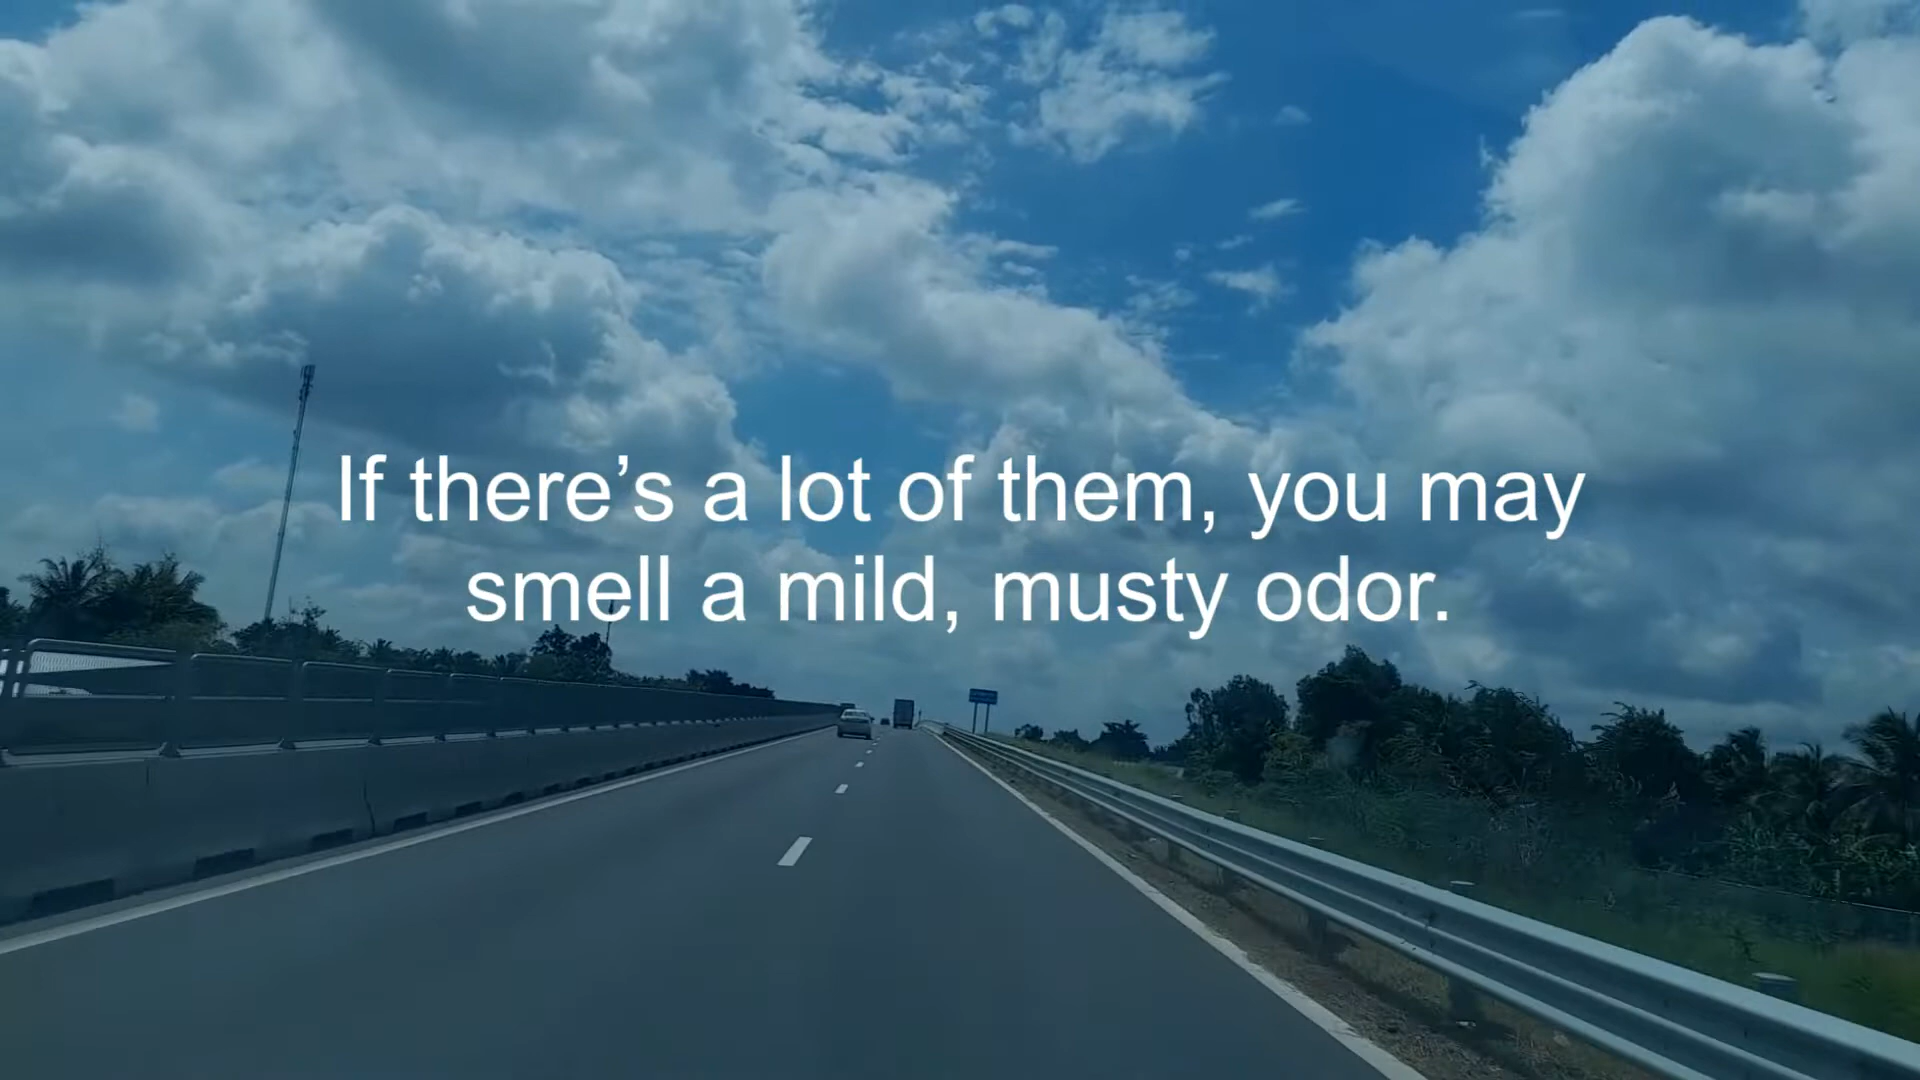 If there’s a lot of them, you may
smell a mild, musty odor.